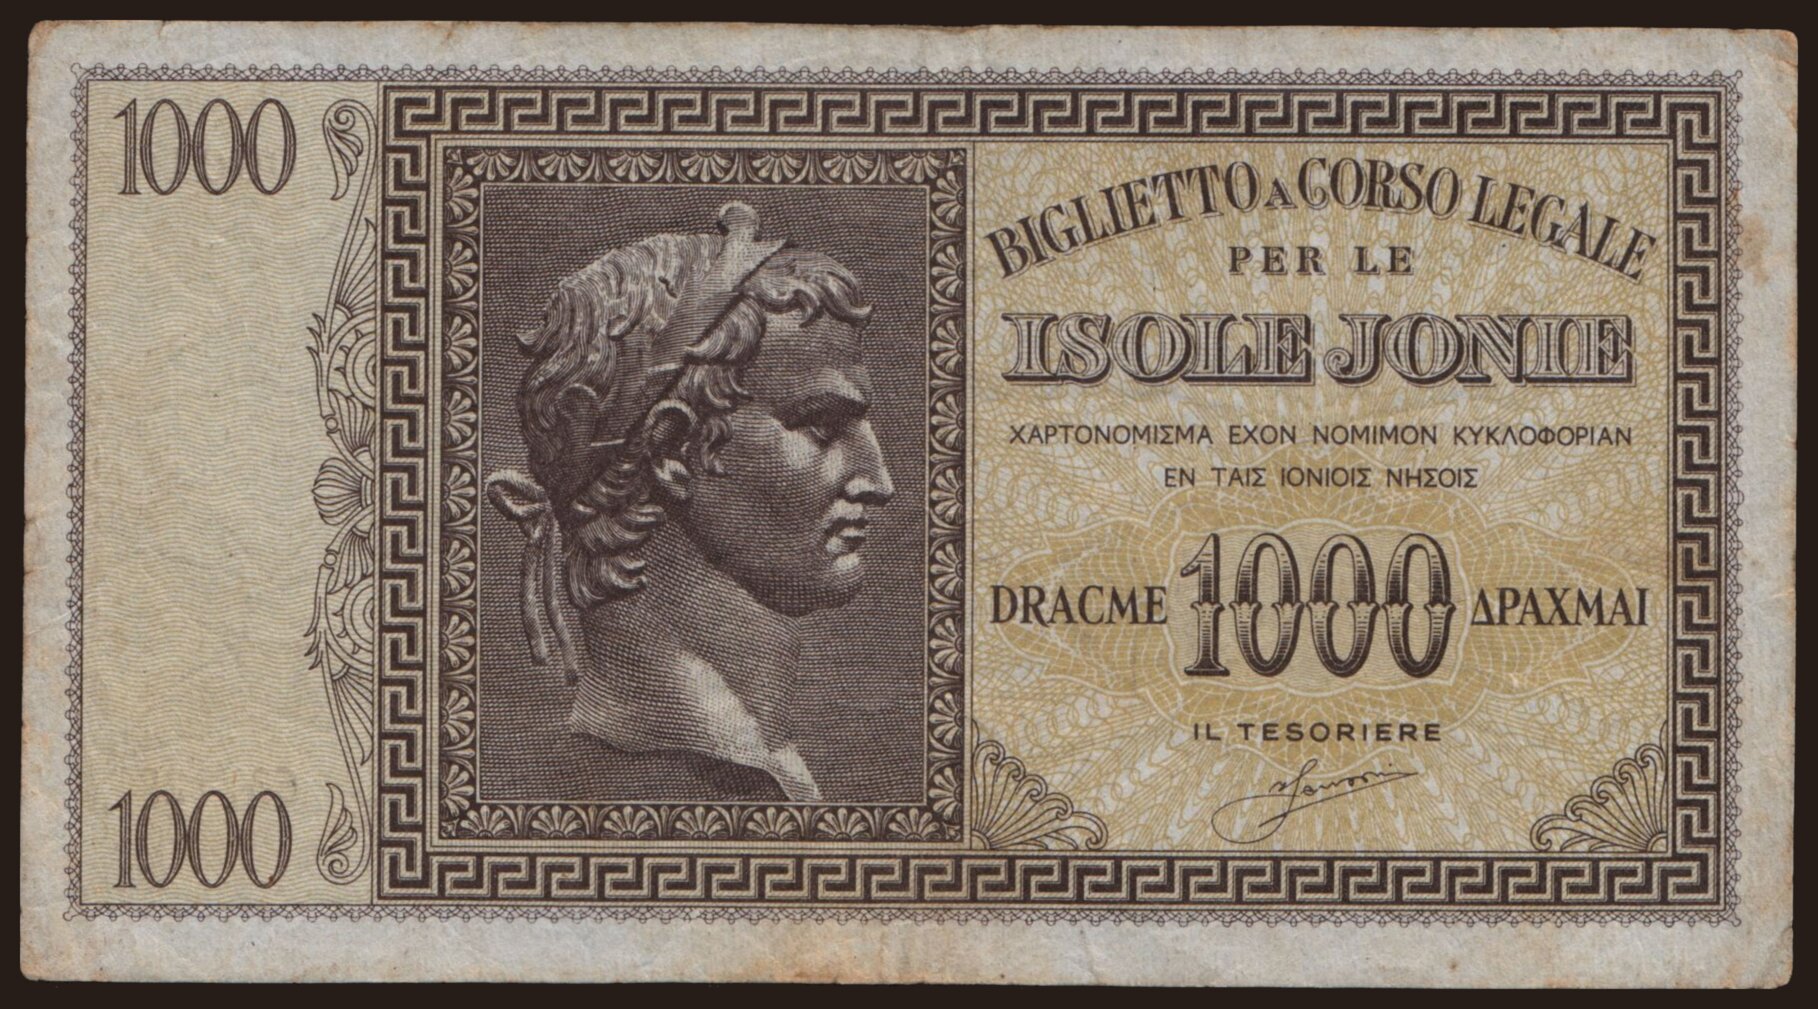 1000
BIGLIETTO A CORSO LEGALE
PER LE
ISOLE JONIE
ΧΑΡΤΟΝΟΜΙΣΜΑ ΕΧΟΝ ΝΟΜΙΜΟΝ ΚΥΚΛΟΦΟΡΙΑΝ
ΕΝ ΤΑΙΣ ΙΟΝΙΟΙΣ ΝΗΣΟΙΣ
DRACME 1000 ΔΡΑΧΜΑΙ
IL TESORIERE
1000